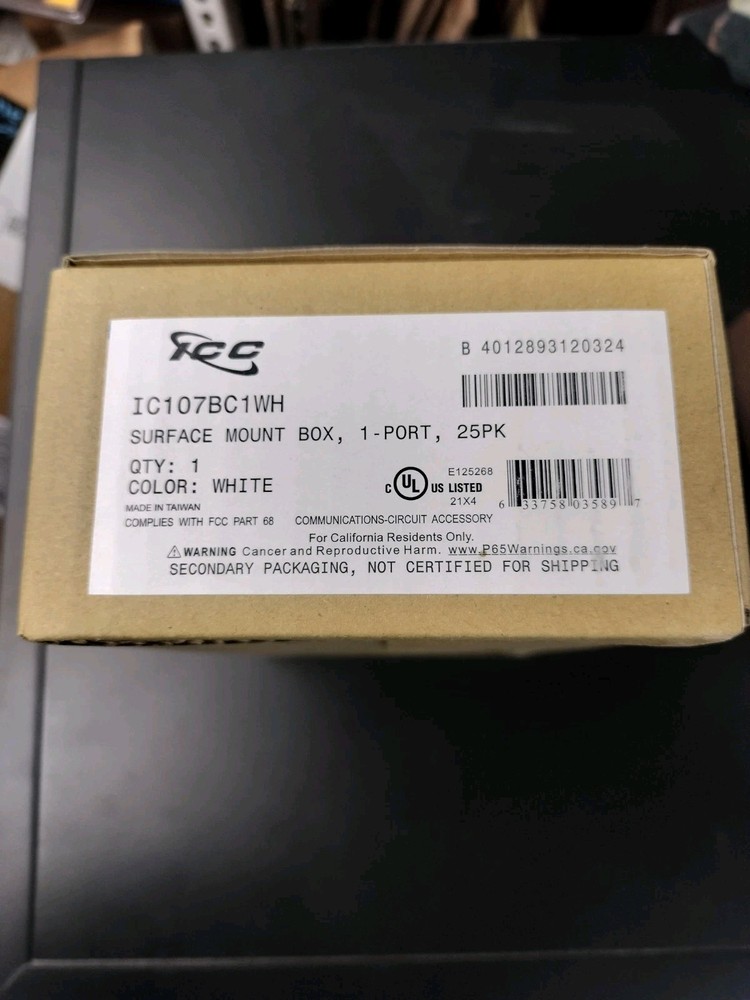 ICC
B 4012893120324
IC107BC1WH
SURFACE MOUNT BOX, 1-PORT, 25PK
QTY: 1
COLOR: WHITE
MADE IN TAIWAN
COMPLIES WITH FCC PART 68 COMMUNICATIONS-CIRCUIT ACCESSORY
C UL US LISTED
E125268
21X4
6 33758 03589 7
For California Residents Only.
⚠ WARNING Cancer and Reproductive Harm. www.P65Warnings.ca.gov
SECONDARY PACKAGING, NOT CERTIFIED FOR SHIPPING